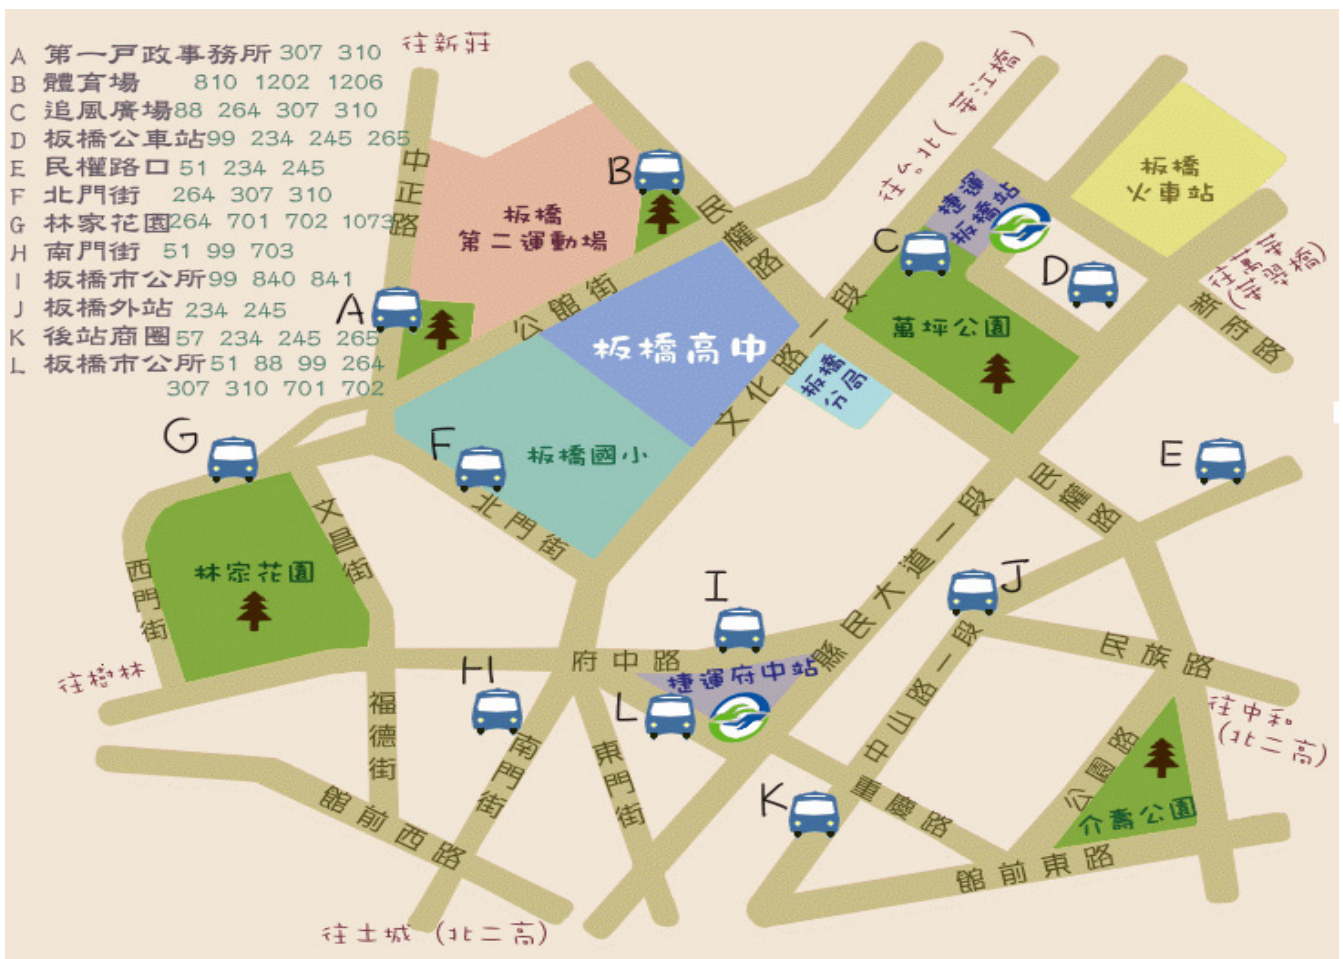 A 第一戶政事務所 307 310
B 體育場 810 1202 1206
C 追風廣場 88 264 307 310
D 板橋公車站 99 234 245 265
E 民權路口 51 234 245
F 北門街 264 307 310
G 林家花園 264 701 702 1073
H 南門街 51 99 703
I 板橋市公所 99 840 841
J 板橋外站 234 245
K 後站商圈 57 234 245 265
L 板橋市公所 51 88 99 264
307 310 701 702
往新莊
中正路
板橋
第二運動場
B
民權路
往台北(華江橋)
捷運
板橋站
板橋
火車站
C
D
往萬華
(華翠橋)
新府路
A
公館街
板橋高中
文化路一段
萬坪公園
板橋
分局
G
F
板橋國小
北門街
E
民權路
文昌街
林家花園
西門街
縣民大道一段
I
J
中山路一段
民族路
往樹林
府中路
捷運府中站
H
L
福德街
南門街
東門街
K
重慶路
公園路
介壽公園
往中和
(北二高)
館前西路
館前東路
往土城 (北二高)